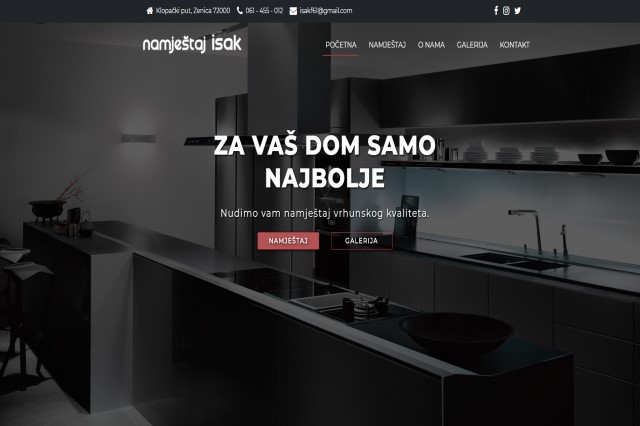 Klopački put, Zenica 72000 061 - 455 - 012 isakf61@gmail.com
namještaj isak
POČETNA NAMJEŠTAJ O NAMA GALERIJA KONTAKT
ZA VAŠ DOM SAMO
NAJBOLJE
Nudimo vam namještaj vrhunskog kvaliteta.
NAMJEŠTAJ GALERIJA